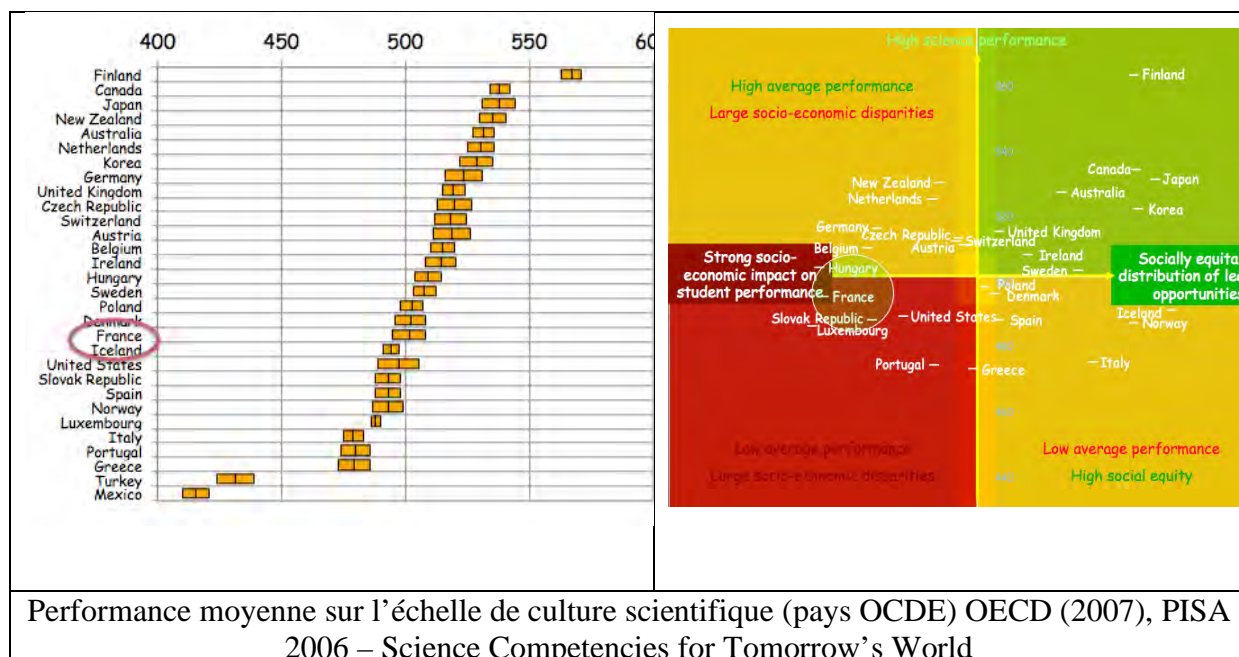 400 450 500 550 60
Finland
Canada
Japan
New Zealand
Australia
Netherlands
Korea
Germany
United Kingdom
Czech Republic
Switzerland
Austria
Belgium
Ireland
Hungary
Sweden
Poland
Denmark
France
Iceland
United States
Slovak Republic
Spain
Norway
Luxembourg
Italy
Portugal
Greece
Turkey
Mexico
High science performance
High average performance
Large socio-economic disparities
Finland
Canada
Japan
New Zealand
Australia
Netherlands
Korea
Germany
United Kingdom
Czech Republic
Switzerland
Belgium
Austria
Ireland
Strong socio-
economic impact on
student performance
Hungary
Sweden
Socially equita
distribution of lea
opportunities
Poland
France
Denmark
Iceland
Slovak Republic
United States
Spain
Norway
Luxembourg
Portugal
Greece
Italy
Low average performance
Large socio-economic disparities
Low average performance
High social equity
Performance moyenne sur l’échelle de culture scientifique (pays OCDE) OECD (2007), PISA
2006 – Science Competencies for Tomorrow’s World